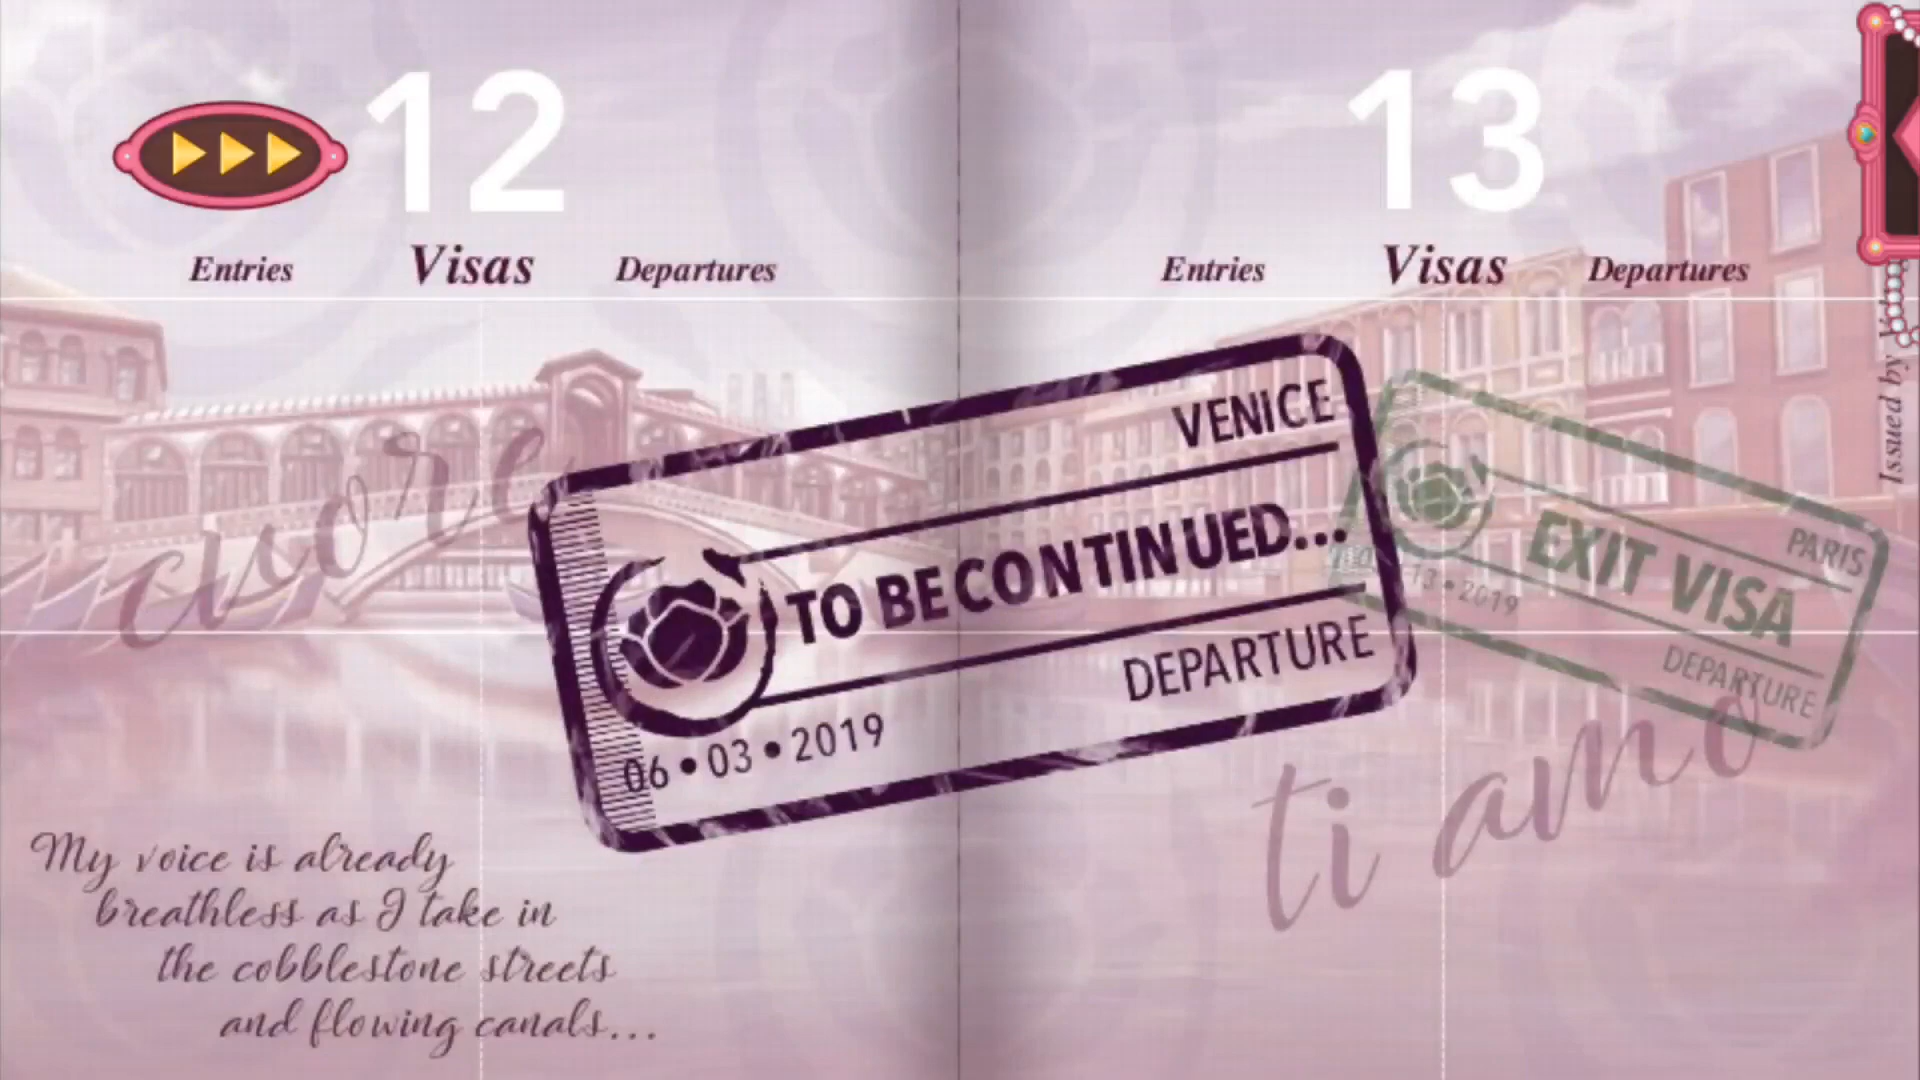 12
Entries Visas Departures
13
Entries Visas Departures
Issued by
cuore
VENICE
TO BE CONTINUED...
DEPARTURE
06•03•2019
PARIS
EXIT VISA
13•2019
DEPARTURE
ti amo
My voice is already
breathless as I take in
the cobblestone streets
and flowing canals...